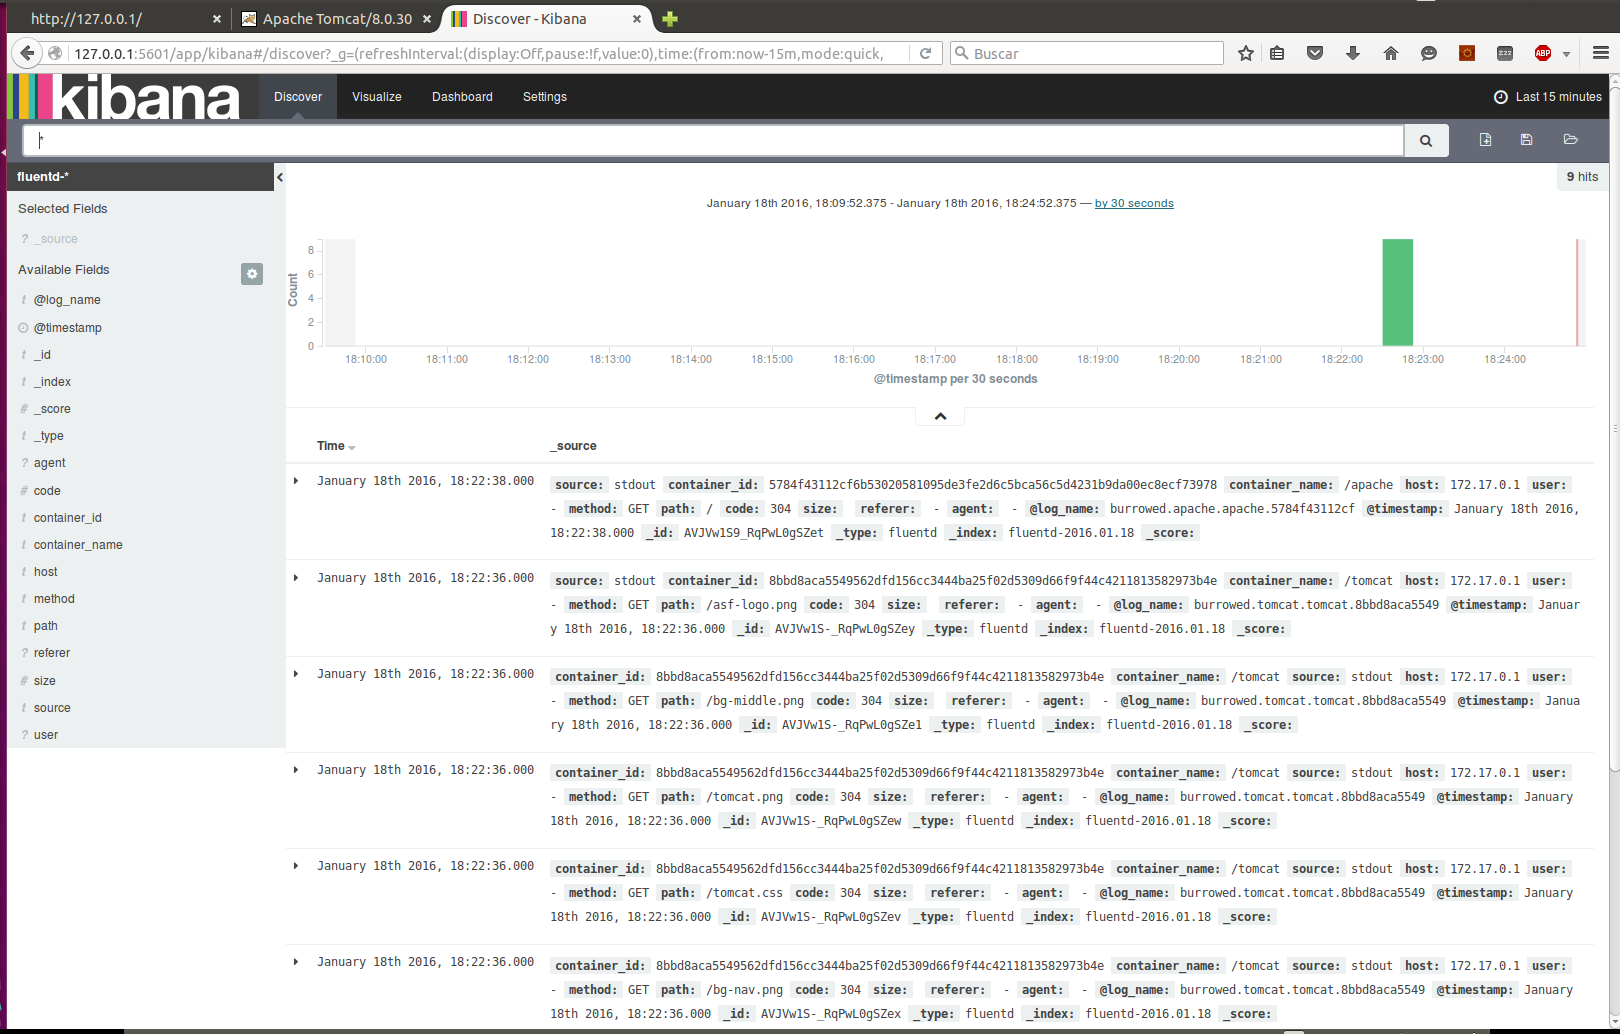 http://127.0.0.1/
Apache Tomcat/8.0.30
Discover - Kibana
127.0.0.1:5601/app/kibana#/discover?_g=(refreshInterval:(display:Off,pause:!f,value:0),time:(from:now-15m,mode:quick,
Buscar
zzz
ABP
kibana
Discover
Visualize
Dashboard
Settings
Last 15 minutes
*
fluentd-*
9 hits
Selected Fields
? _source
Available Fields
t @log_name
@timestamp
t _id
t _index
# _score
t _type
? agent
# code
t container_id
t container_name
t host
t method
t path
? referer
# size
t source
? user
January 18th 2016, 18:09:52.375 - January 18th 2016, 18:24:52.375 — by 30 seconds
Count
8
6
4
2
0
18:10:00 18:11:00 18:12:00 18:13:00 18:14:00 18:15:00 18:16:00 18:17:00 18:18:00 18:19:00 18:20:00 18:21:00 18:22:00 18:23:00 18:24:00
@timestamp per 30 seconds
Time _source
January 18th 2016, 18:22:38.000 source: stdout container_id: 5784f43112cf6b53020581095de3fe2d6c5bca56c5d4231b9da00ec8ecf73978 container_name: /apache host: 172.17.0.1 user:
- method: GET path: / code: 304 size: referer: - agent: - @log_name: burrowed.apache.apache.5784f43112cf @timestamp: January 18th 2016,
18:22:38.000 _id: AVJVw1S9_RqPwL0gSZet _type: fluentd _index: fluentd-2016.01.18 _score:
January 18th 2016, 18:22:36.000 source: stdout container_id: 8bbd8aca5549562dfd156cc3444ba25f02d5309d66f9f44c4211813582973b4e container_name: /tomcat host: 172.17.0.1 user:
- method: GET path: /asf-logo.png code: 304 size: referer: - agent: - @log_name: burrowed.tomcat.tomcat.8bbd8aca5549 @timestamp: Januar
y 18th 2016, 18:22:36.000 _id: AVJVw1S-_RqPwL0gSZey _type: fluentd _index: fluentd-2016.01.18 _score:
January 18th 2016, 18:22:36.000 container_id: 8bbd8aca5549562dfd156cc3444ba25f02d5309d66f9f44c4211813582973b4e container_name: /tomcat source: stdout host: 172.17.0.1 user:
- method: GET path: /bg-middle.png code: 304 size: referer: - agent: - @log_name: burrowed.tomcat.tomcat.8bbd8aca5549 @timestamp: Janua
ry 18th 2016, 18:22:36.000 _id: AVJVw1S-_RqPwL0gSZe1 _type: fluentd _index: fluentd-2016.01.18 _score:
January 18th 2016, 18:22:36.000 container_id: 8bbd8aca5549562dfd156cc3444ba25f02d5309d66f9f44c4211813582973b4e container_name: /tomcat source: stdout host: 172.17.0.1 user:
- method: GET path: /tomcat.png code: 304 size: referer: - agent: - @log_name: burrowed.tomcat.tomcat.8bbd8aca5549 @timestamp: January
18th 2016, 18:22:36.000 _id: AVJVw1S-_RqPwL0gSZew _type: fluentd _index: fluentd-2016.01.18 _score:
January 18th 2016, 18:22:36.000 container_id: 8bbd8aca5549562dfd156cc3444ba25f02d5309d66f9f44c4211813582973b4e container_name: /tomcat source: stdout host: 172.17.0.1 user:
- method: GET path: /tomcat.css code: 304 size: referer: - agent: - @log_name: burrowed.tomcat.tomcat.8bbd8aca5549 @timestamp: January
18th 2016, 18:22:36.000 _id: AVJVw1S-_RqPwL0gSZev _type: fluentd _index: fluentd-2016.01.18 _score:
January 18th 2016, 18:22:36.000 container_id: 8bbd8aca5549562dfd156cc3444ba25f02d5309d66f9f44c4211813582973b4e container_name: /tomcat source: stdout host: 172.17.0.1 user:
- method: GET path: /bg-nav.png code: 304 size: referer: - agent: - @log_name: burrowed.tomcat.tomcat.8bbd8aca5549 @timestamp: January
18th 2016, 18:22:36.000 _id: AVJVw1S-_RqPwL0gSZex _type: fluentd _index: fluentd-2016.01.18 _score: